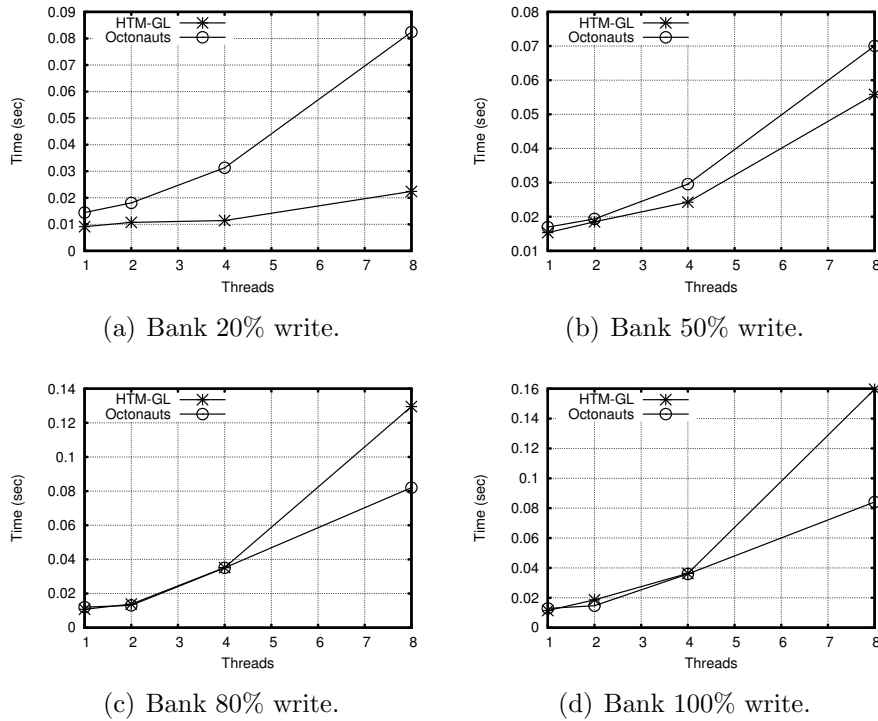 HTM-GL
Octonauts
0.09
0.08
0.07
0.06
0.05
0.04
0.03
0.02
0.01
0
Time (sec)
1 2 3 4 5 6 7 8
Threads
(a) Bank 20% write.
HTM-GL
Octonauts
0.08
0.07
0.06
0.05
0.04
0.03
0.02
0.01
Time (sec)
1 2 3 4 5 6 7 8
Threads
(b) Bank 50% write.
HTM-GL
Octonauts
0.14
0.12
0.1
0.08
0.06
0.04
0.02
0
Time (sec)
1 2 3 4 5 6 7 8
Threads
(c) Bank 80% write.
HTM-GL
Octonauts
0.16
0.14
0.12
0.1
0.08
0.06
0.04
0.02
0
Time (sec)
1 2 3 4 5 6 7 8
Threads
(d) Bank 100% write.